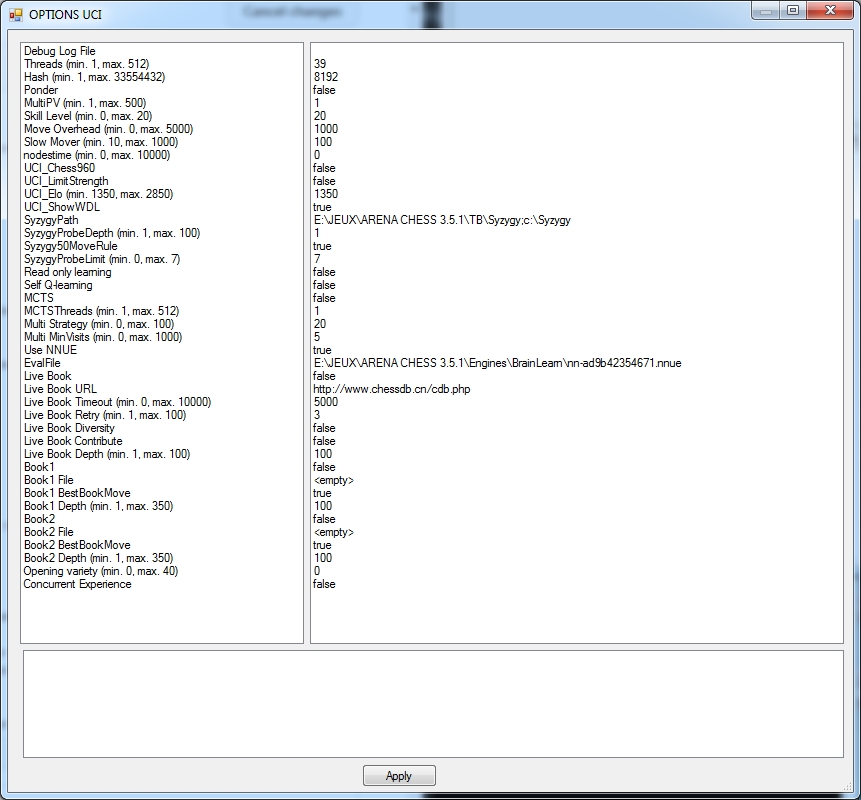 Cancel changes
OPTIONS UCI
Debug Log File
Threads (min. 1, max. 512) 39
Hash (min. 1, max. 33554432) 8192
Ponder false
MultiPV (min. 1, max. 500) 1
Skill Level (min. 0, max. 20) 20
Move Overhead (min. 0, max. 5000) 1000
Slow Mover (min. 10, max. 1000) 100
nodestime (min. 0, max. 10000) 0
UCI_Chess960 false
UCI_LimitStrength false
UCI_Elo (min. 1350, max. 2850) 1350
UCI_ShowWDL true
SyzygyPath E:\JEUX\ARENA CHESS 3.5.1\TB\Syzygy;c:\Syzygy
SyzygyProbeDepth (min. 1, max. 100) 1
Syzygy50MoveRule true
SyzygyProbeLimit (min. 0, max. 7) 7
Read only learning false
Self Q-learning false
MCTS false
MCTSThreads (min. 1, max. 512) 1
Multi Strategy (min. 0, max. 100) 20
Multi MinVisits (min. 0, max. 1000) 5
Use NNUE true
EvalFile E:\JEUX\ARENA CHESS 3.5.1\Engines\BrainLearn\nn-ad9b42354671.nnue
Live Book false
Live Book URL http://www.chessdb.cn/cdb.php
Live Book Timeout (min. 0, max. 10000) 5000
Live Book Retry (min. 1, max. 100) 3
Live Book Diversity false
Live Book Contribute false
Live Book Depth (min. 1, max. 100) 100
Book1 false
Book1 File <empty>
Book1 BestBookMove true
Book1 Depth (min. 1, max. 350) 100
Book2 false
Book2 File <empty>
Book2 BestBookMove true
Book2 Depth (min. 1, max. 350) 100
Opening variety (min. 0, max. 40) 0
Concurrent Experience false
Apply